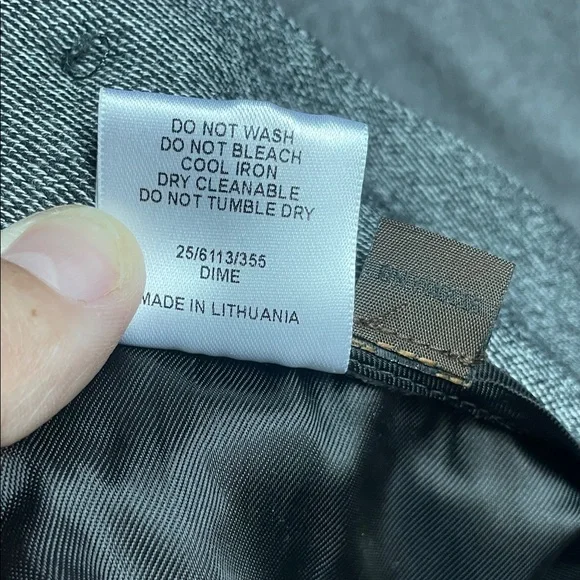 DO NOT WASH
DO NOT BLEACH
COOL IRON
DRY CLEANABLE
DO NOT TUMBLE DRY
25/6113/355
DIME
MADE IN LITHUANIA